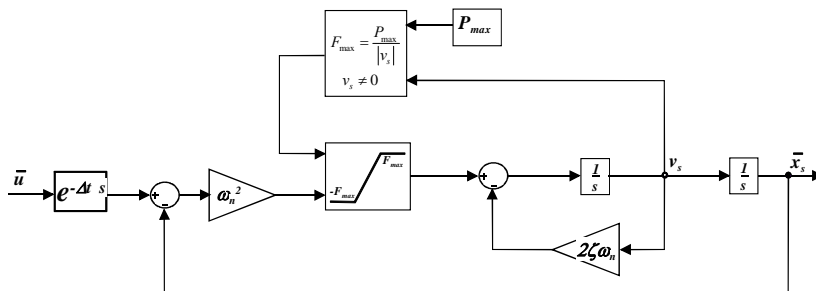 F_max = P_max / |v_s|
v_s ≠ 0
P_max
ū
e^-Δt s
+
-
ω_n^2
-F_max
F_max
+
-
1/s
v_s
1/s
x̄_s
2ζω_n